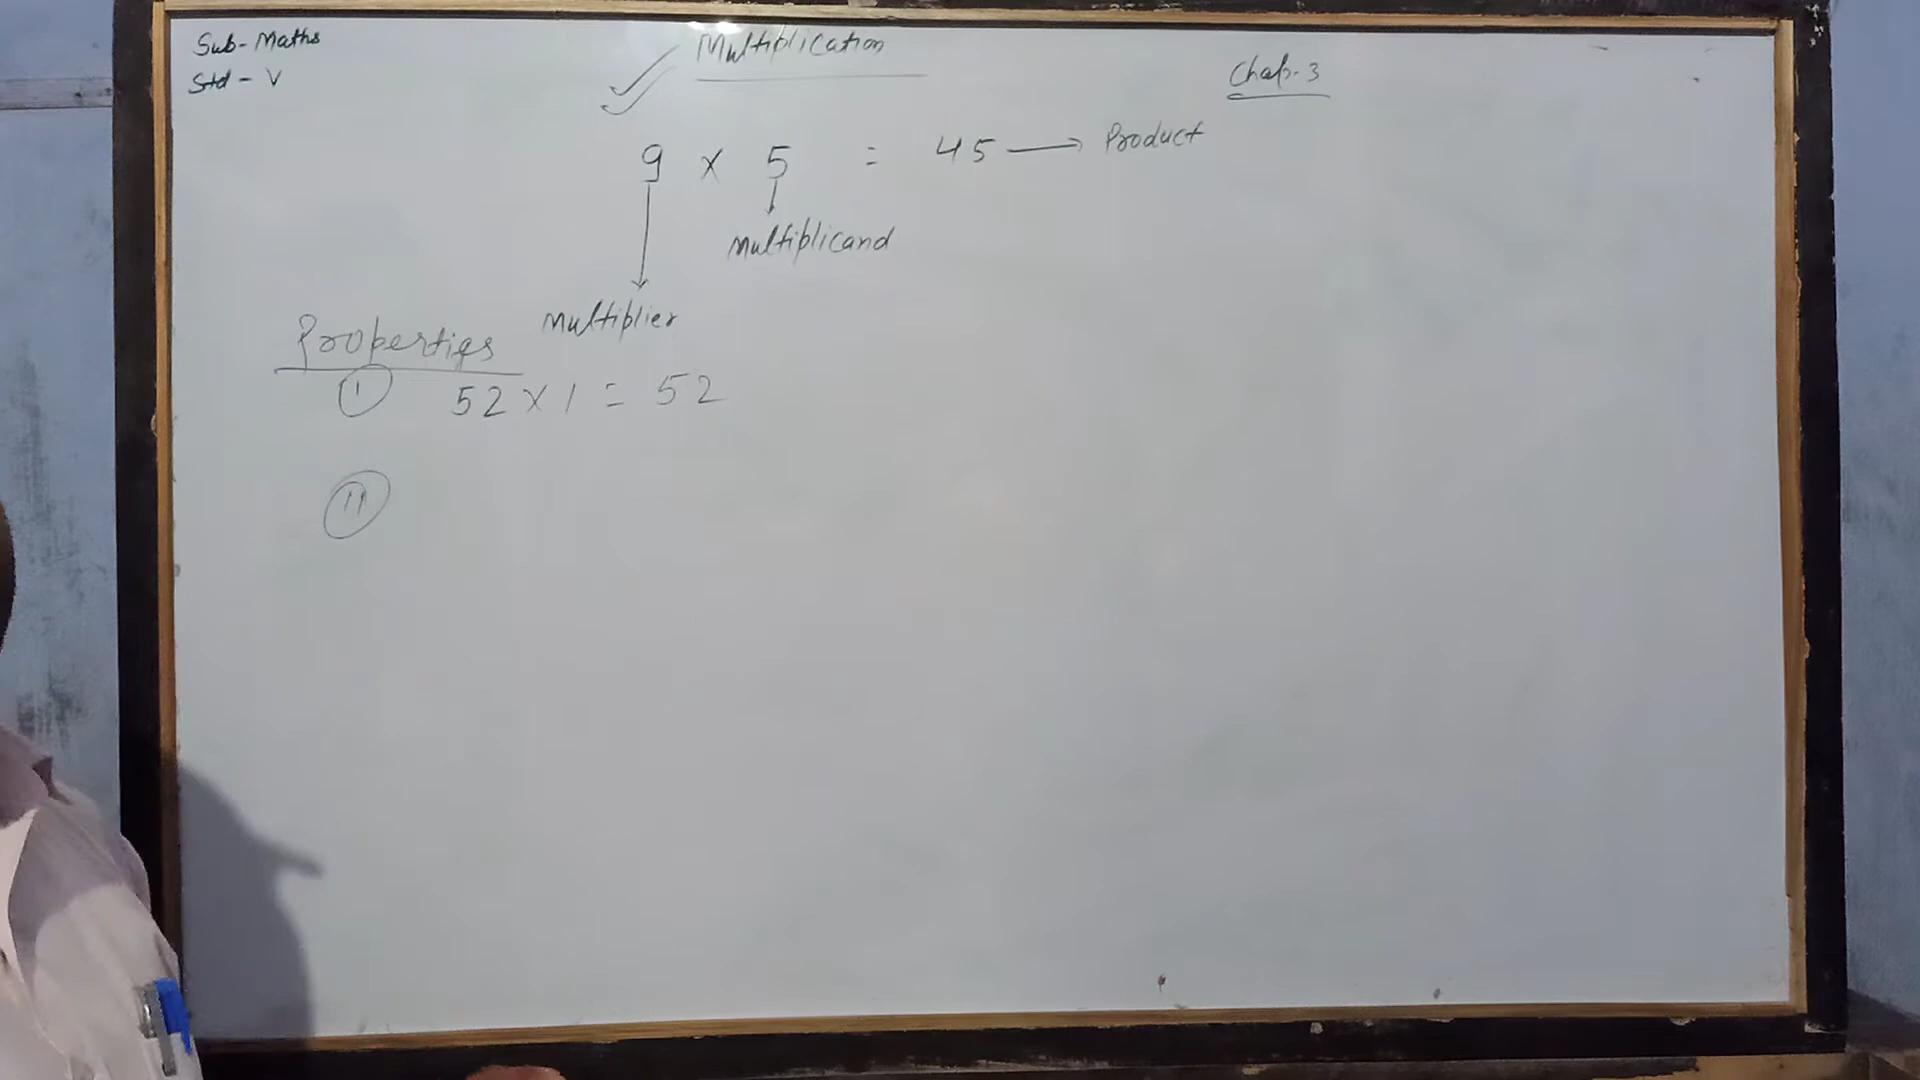 Sub-Maths
Std - V
Multiplication
Chap.3
9 x 5 = 45 → Product
Multiplicand
Multiplier
Properties
(I) 52 x 1 = 52
(II)